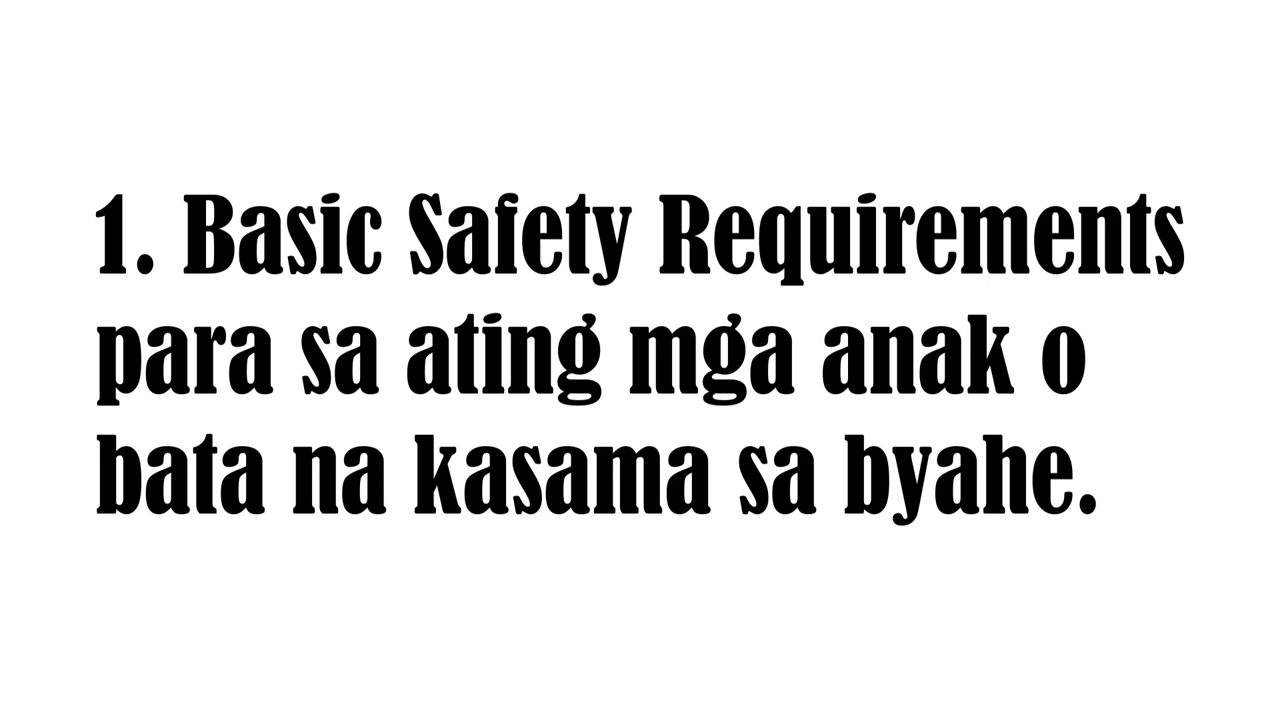 1. Basic Safety Requirements
para sa ating mga anak o
bata na kasama sa byahe.